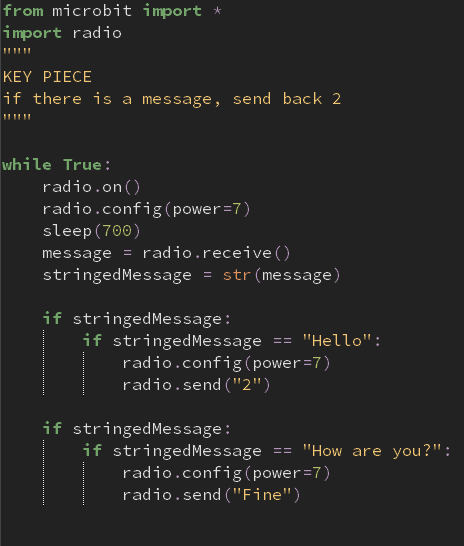 from microbit import *
import radio
"""
KEY PIECE
if there is a message, send back 2
"""

while True:
    radio.on()
    radio.config(power=7)
    sleep(700)
    message = radio.receive()
    stringedMessage = str(message)

    if stringedMessage:
        if stringedMessage == "Hello":
            radio.config(power=7)
            radio.send("2")

    if stringedMessage:
        if stringedMessage == "How are you?":
            radio.config(power=7)
            radio.send("Fine")